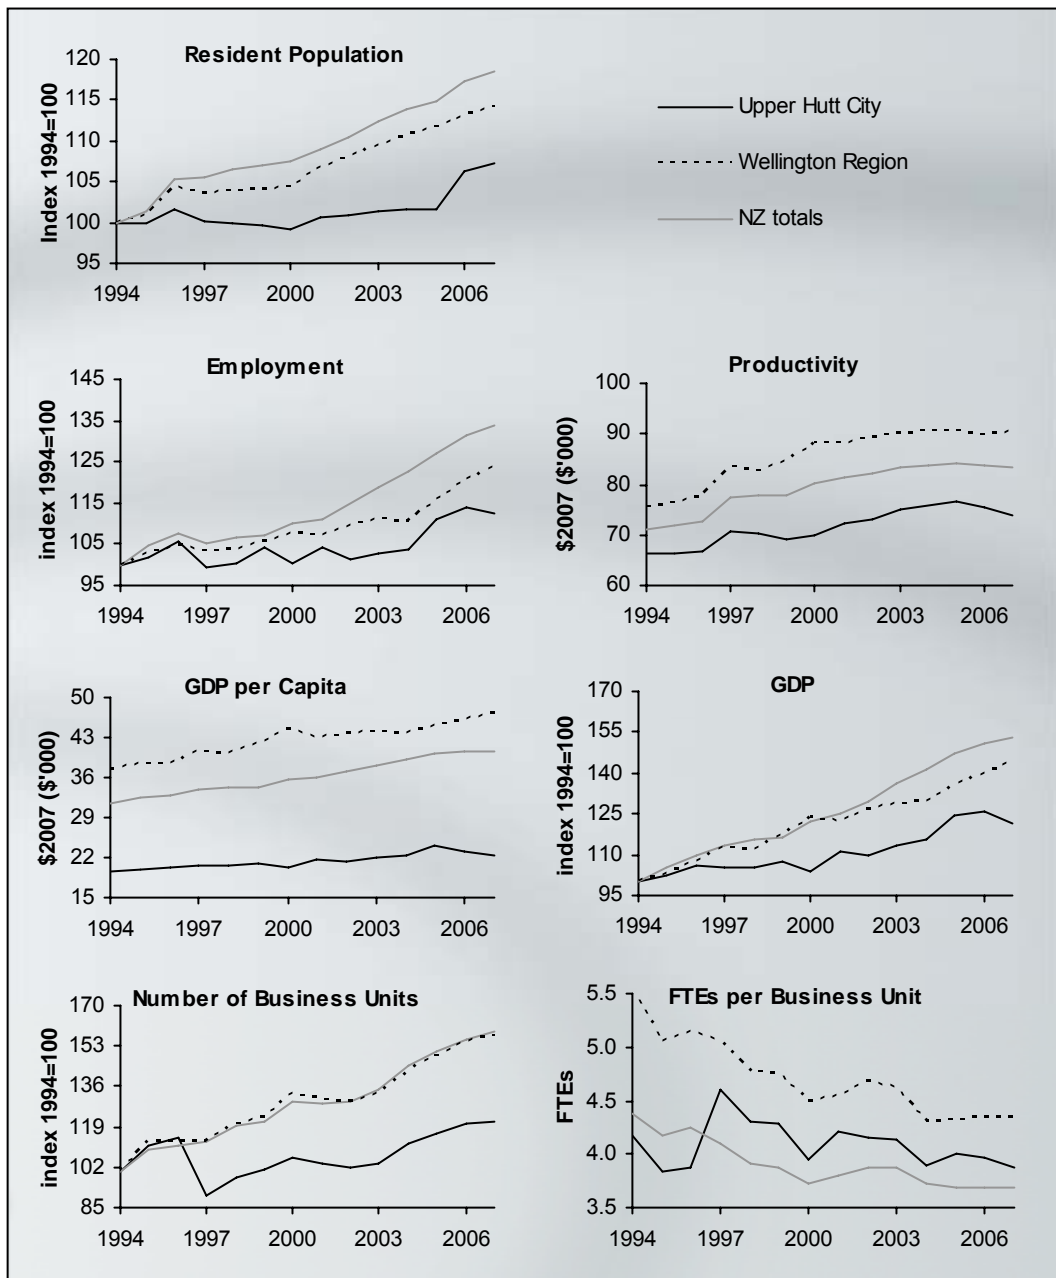 Resident Population
Index 1994=100
120
115
110
105
100
95
1994 1997 2000 2003 2006
Upper Hutt City
Wellington Region
NZ totals
Employment
index 1994=100
145
135
125
115
105
95
1994 1997 2000 2003 2006
Productivity
$2007 ($'000)
100
90
80
70
60
1994 1997 2000 2003 2006
GDP per Capita
$2007 ($'000)
50
43
36
29
22
15
1994 1997 2000 2003 2006
GDP
index 1994=100
170
155
140
125
110
95
1994 1997 2000 2003 2006
Number of Business Units
index 1994=100
170
153
136
119
102
85
1994 1997 2000 2003 2006
FTEs per Business Unit
FTEs
5.5
5.0
4.5
4.0
3.5
1994 1997 2000 2003 2006